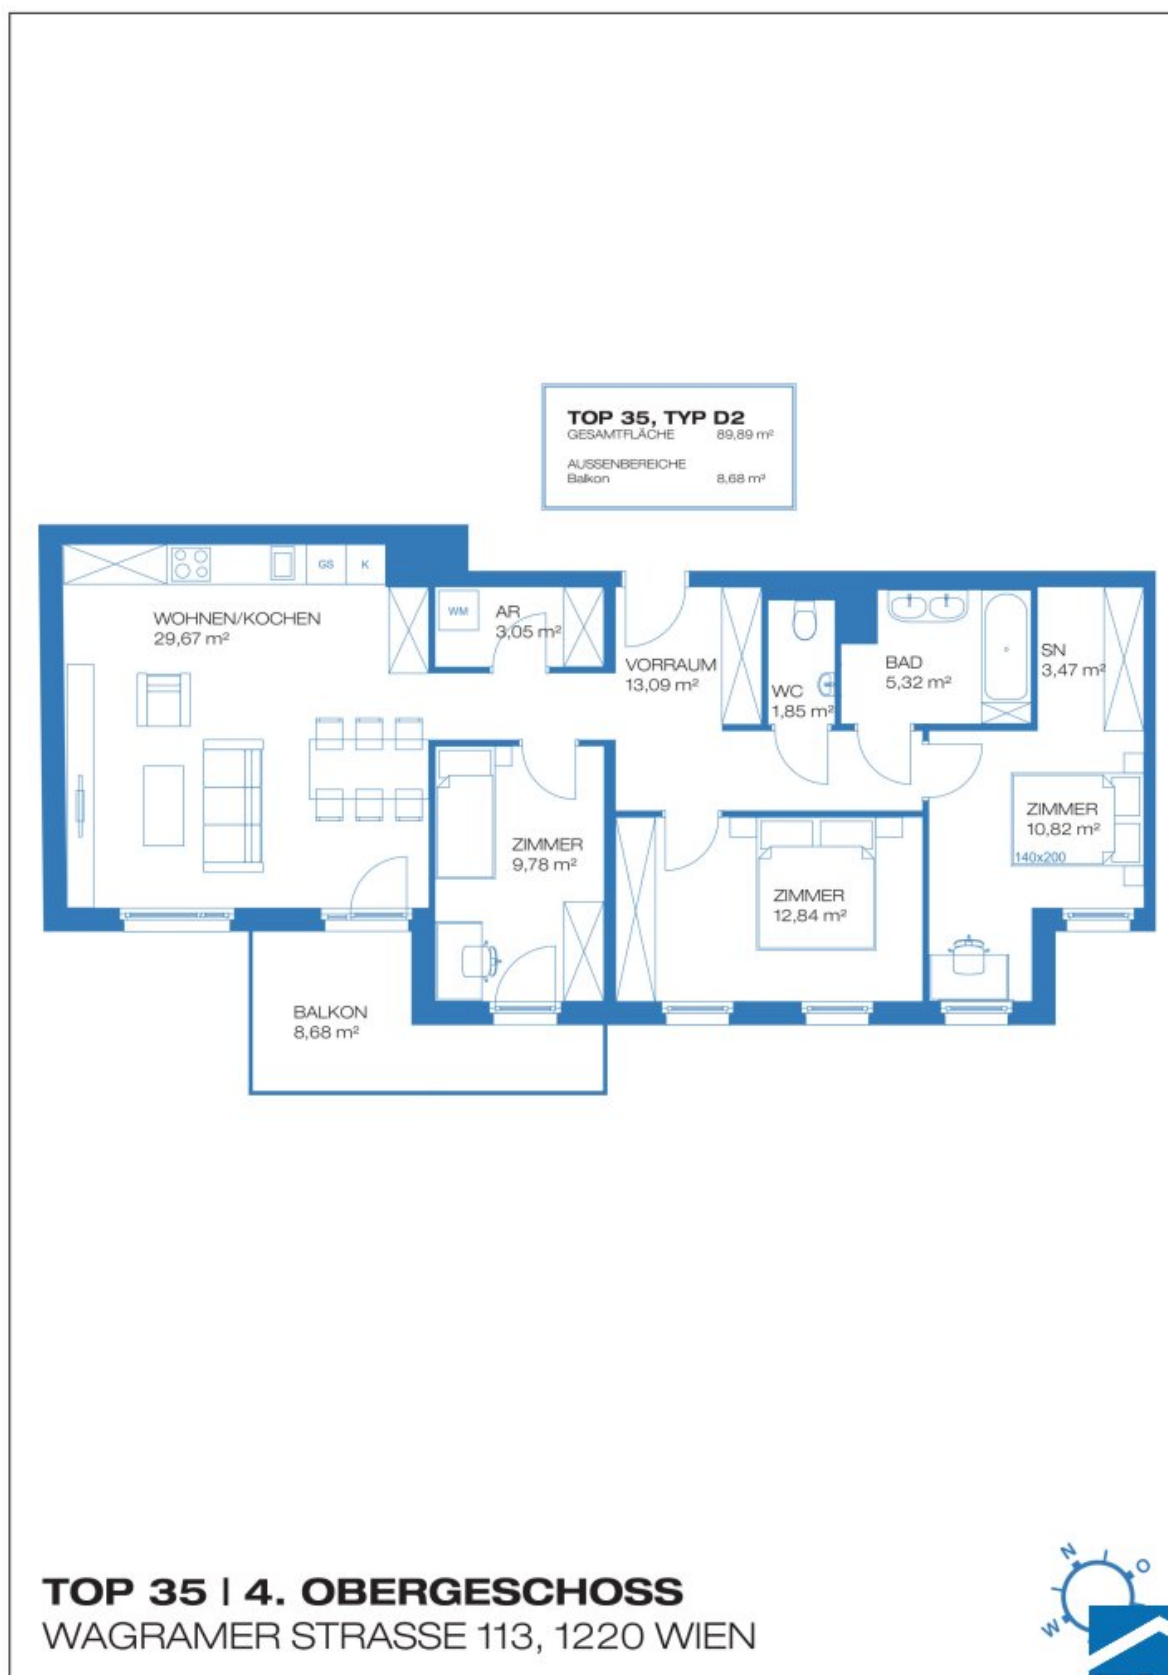 TOP 35, TYP D2
GESAMTFLÄCHE 89,89 m²
AUSSENBEREICHE
Balkon 8,68 m²
GS K
WOHNEN/KOCHEN
29,67 m²
WM
AR
3,05 m²
VORRAUM
13,09 m²
WC
1,85 m²
BAD
5,32 m²
SN
3,47 m²
ZIMMER
9,78 m²
ZIMMER
12,84 m²
ZIMMER
10,82 m²
140x200
BALKON
8,68 m²
TOP 35 | 4. OBERGESCHOSS
WAGRAMER STRASSE 113, 1220 WIEN
N
O
W